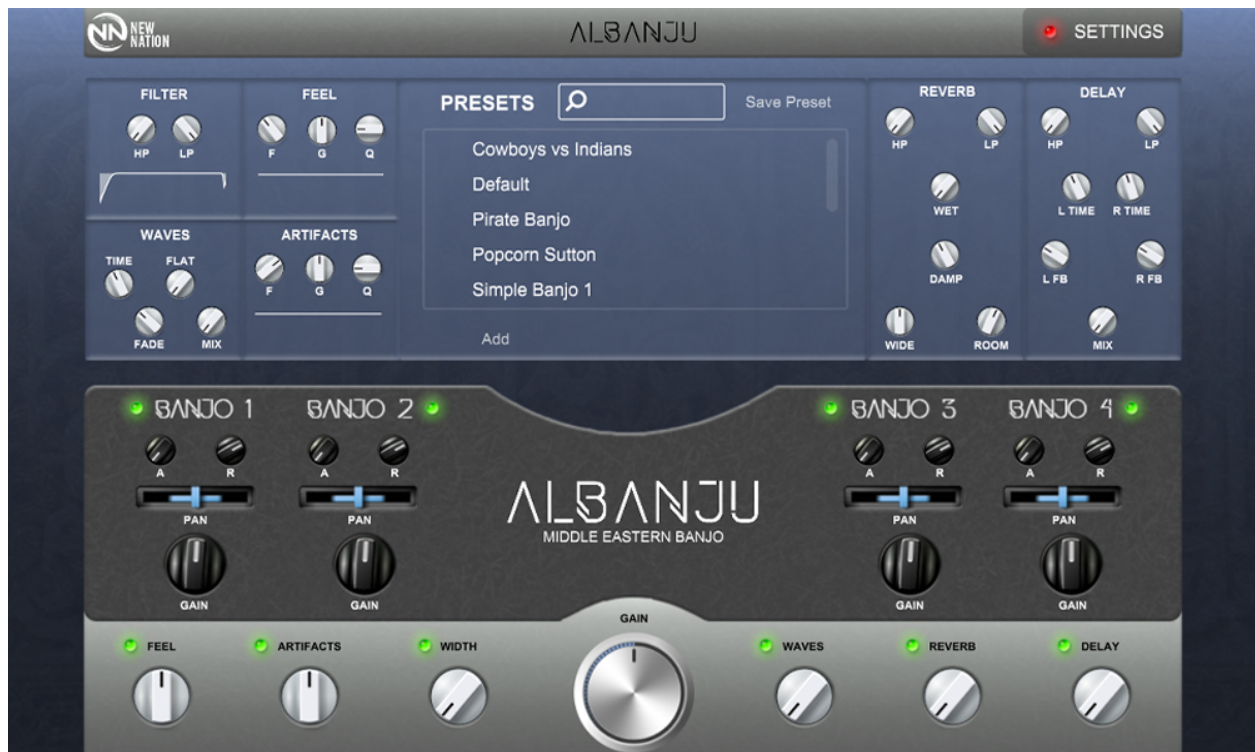 NEW
NATION
ALBANJU
SETTINGS
FILTER
HP LP
FEEL
F G Q
WAVES
TIME FLAT
FADE MIX
ARTIFACTS
F G Q
PRESETS
Save Preset
Cowboys vs Indians
Default
Pirate Banjo
Popcorn Sutton
Simple Banjo 1
Add
REVERB
HP LP
WET
DAMP
WIDE ROOM
DELAY
HP LP
L TIME R TIME
L FB R FB
MIX
BANJO 1
A R
PAN
GAIN
BANJO 2
A R
PAN
GAIN
ALBANJU
MIDDLE EASTERN BANJO
BANJO 3
A R
PAN
GAIN
BANJO 4
A R
PAN
GAIN
FEEL
ARTIFACTS
WIDTH
GAIN
WAVES
REVERB
DELAY